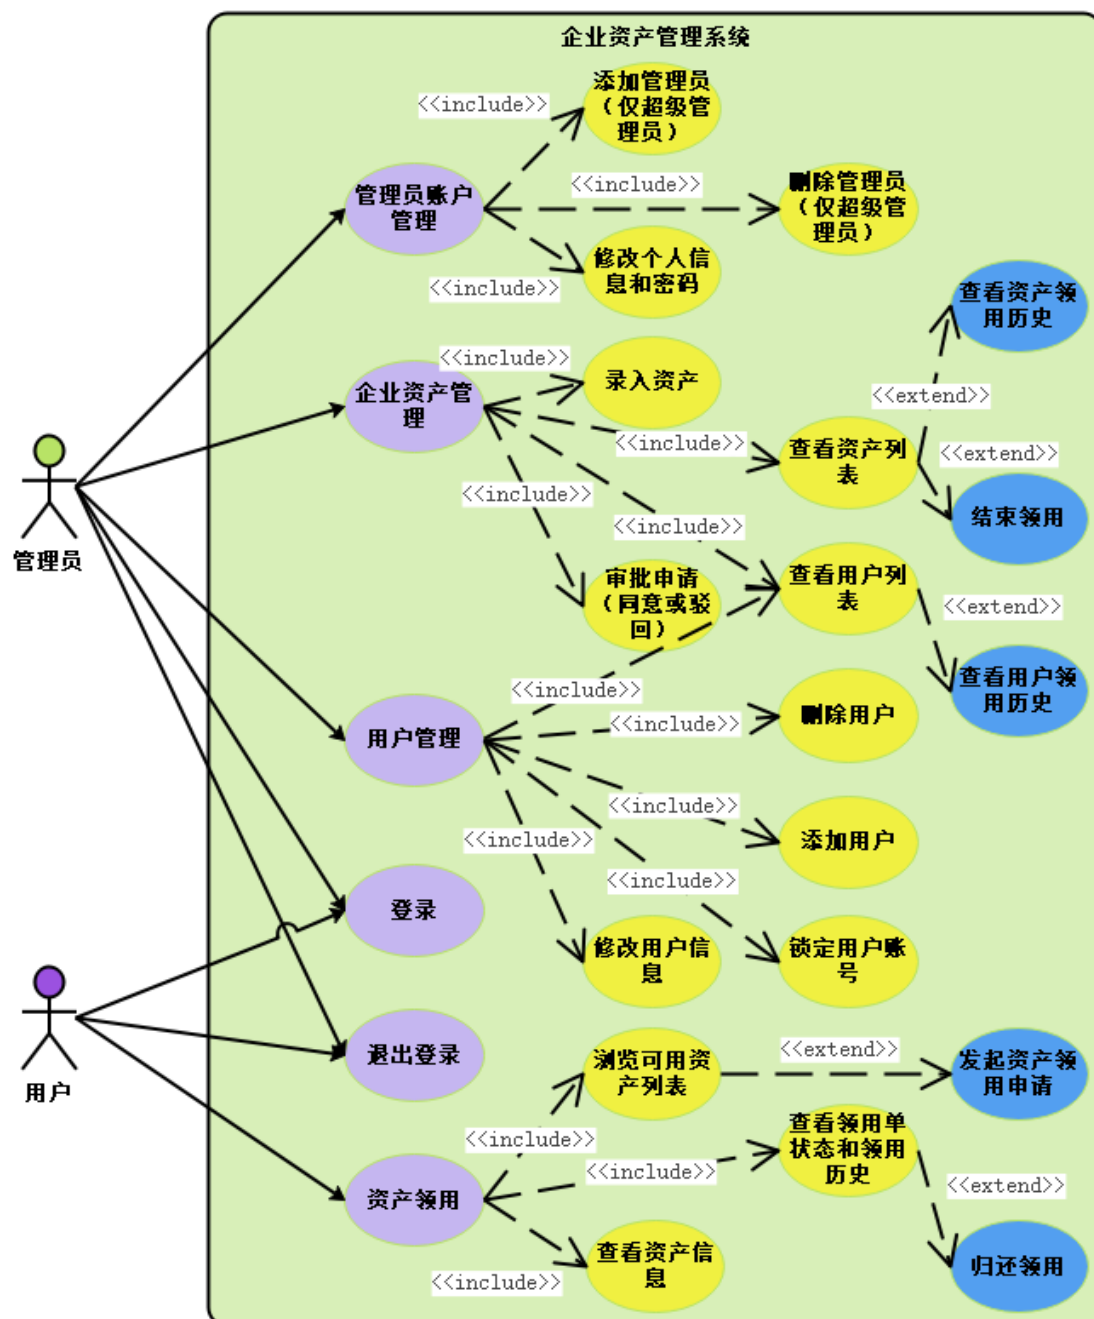 企业资产管理系统
<<include>>
添加管理员
（仅超级管
理员）
<<include>>
删除管理员
（仅超级管
理员）
管理员账户
管理
<<include>>
修改个人信
息和密码
查看资产领
用历史
<<include>>
录入资产
企业资产管
理
<<extend>>
<<include>>
查看资产列
表
<<extend>>
<<include>>
结束领用
管理员
<<include>>
审批申请
（同意或驳
回）
查看用户列
表
<<extend>>
<<include>>
查看用户领
用历史
用户管理
<<include>>
删除用户
<<include>>
添加用户
<<include>>
<<include>>
登录
修改用户信
息
锁定用户账
号
用户
退出登录
浏览可用资
产列表
<<extend>>
发起资产领
用申请
<<include>>
<<include>>
查看领用单
状态和领用
历史
<<extend>>
资产领用
<<include>>
查看资产信
息
归还领用